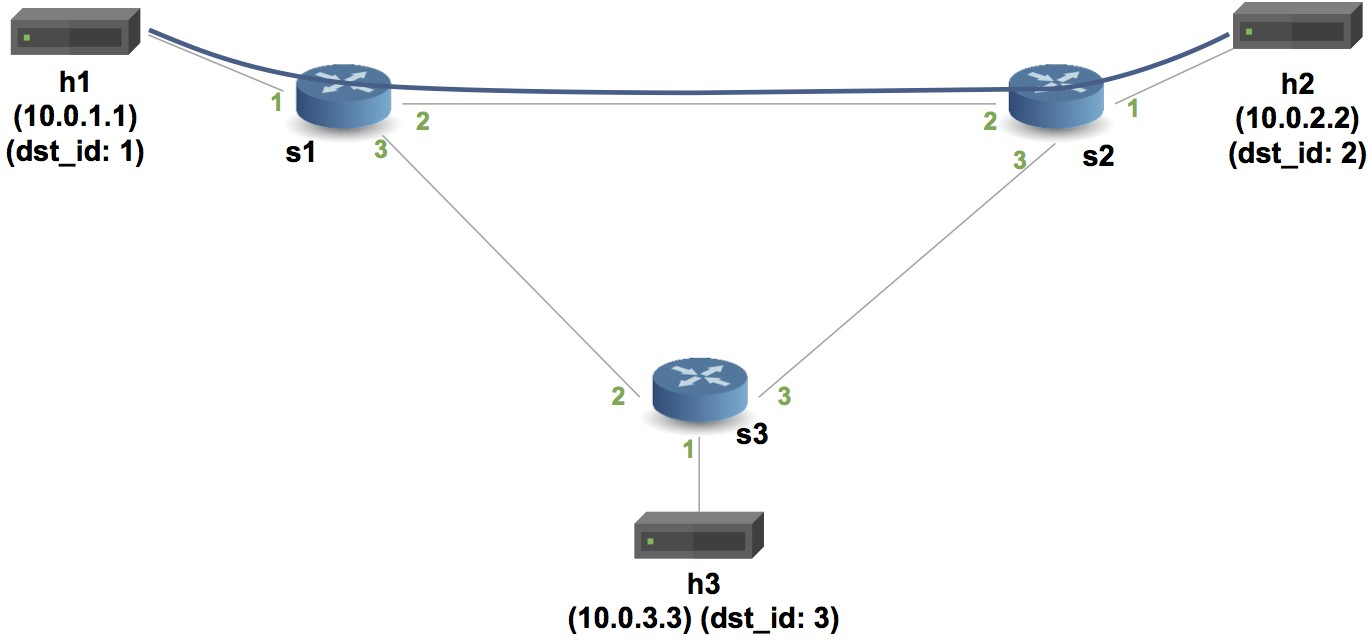 h1
(10.0.1.1)
(dst_id: 1)
1
s1
2
3
2
3
s2
1
h2
(10.0.2.2)
(dst_id: 2)
2
3
s3
1
h3
(10.0.3.3) (dst_id: 3)